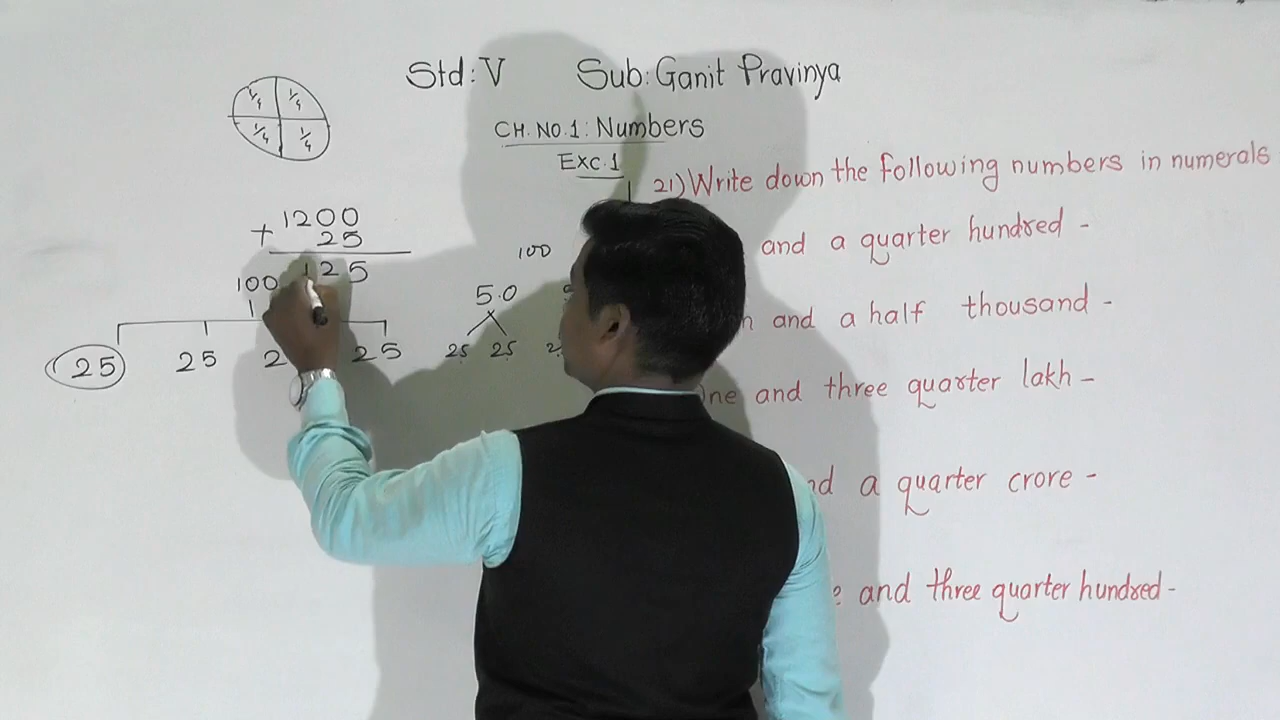 Std: V Sub: Ganit Pravinya
CH. NO. 1: Numbers
Exc. 1
1/4 1/4
1/4 1/4
21) Write down the following numbers in numerals
1200
+ 25
125
100
25 25 2 25
100
50
25 25
and a quarter hundred -
and a half thousand -
One and three quarter lakh -
a quarter crore -
and three quarter hundred -